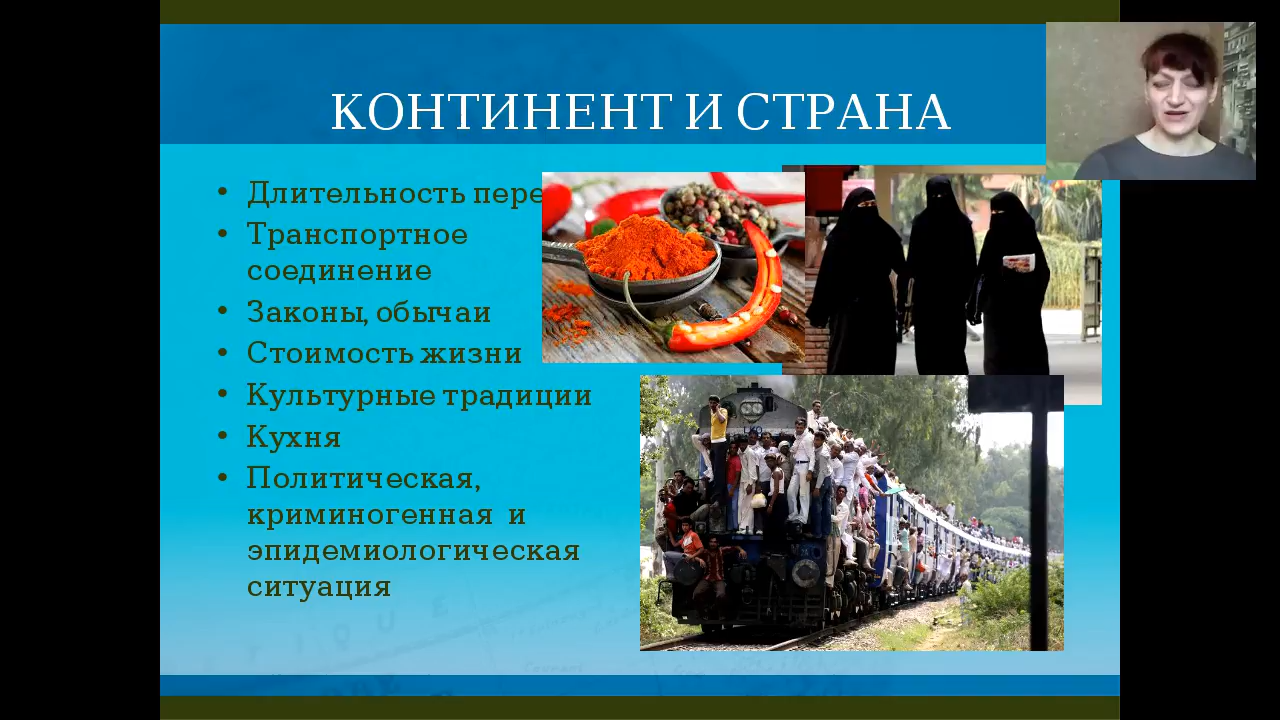 КОНТИНЕНТ И СТРАНА
• Длительность пере
• Транспортное
соединение
• Законы, обычаи
• Стоимость жизни
• Культурные традиции
• Кухня
• Политическая,
криминогенная и
эпидемиологическая
ситуация